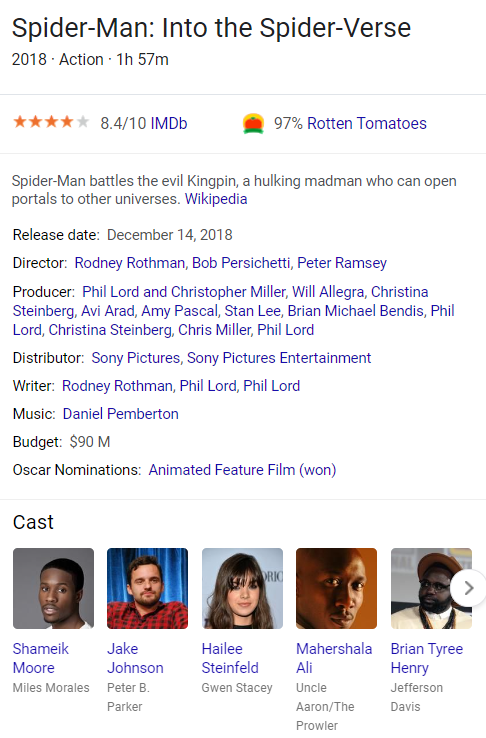 Spider-Man: Into the Spider-Verse
2018 · Action · 1h 57m
8.4/10 IMDb
97% Rotten Tomatoes
Spider-Man battles the evil Kingpin, a hulking madman who can open
portals to other universes. Wikipedia
Release date: December 14, 2018
Director: Rodney Rothman, Bob Persichetti, Peter Ramsey
Producer: Phil Lord and Christopher Miller, Will Allegra, Christina
Steinberg, Avi Arad, Amy Pascal, Stan Lee, Brian Michael Bendis, Phil
Lord, Christina Steinberg, Chris Miller, Phil Lord
Distributor: Sony Pictures, Sony Pictures Entertainment
Writer: Rodney Rothman, Phil Lord, Phil Lord
Music: Daniel Pemberton
Budget: $90 M
Oscar Nominations: Animated Feature Film (won)
Cast
Shameik
Moore
Miles Morales
Jake
Johnson
Peter B.
Parker
Hailee
Steinfeld
Gwen Stacey
Mahershala
Ali
Uncle
Aaron/The
Prowler
Brian Tyree
Henry
Jefferson
Davis